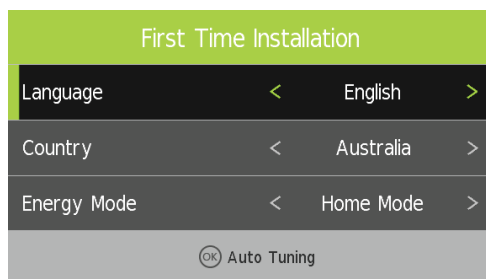 First Time Installation
Language < English >
Country < Australia >
Energy Mode < Home Mode >
OK Auto Tuning